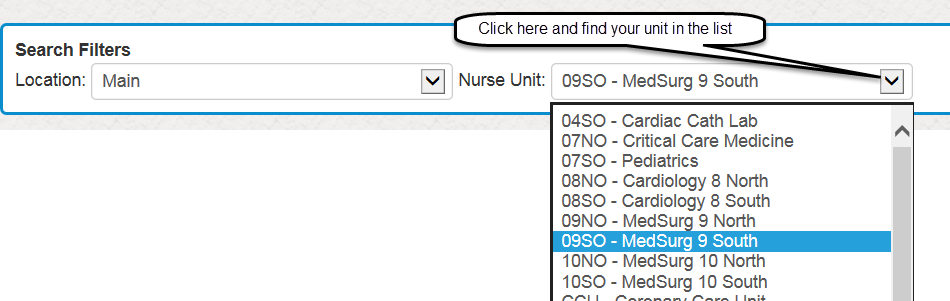 Click here and find your unit in the list
Search Filters
Location: Main Nurse Unit: 09SO - MedSurg 9 South
04SO - Cardiac Cath Lab
07NO - Critical Care Medicine
07SO - Pediatrics
08NO - Cardiology 8 North
08SO - Cardiology 8 South
09NO - MedSurg 9 North
09SO - MedSurg 9 South
10NO - MedSurg 10 North
10SO - MedSurg 10 South
CCU - Coronary Care Unit